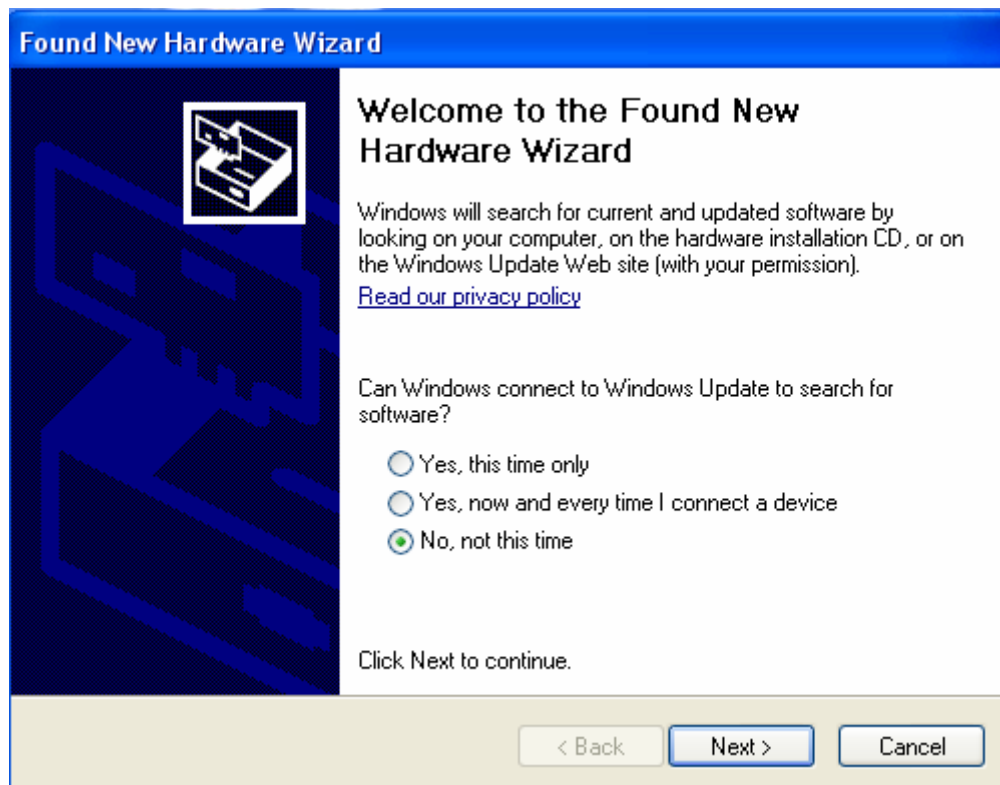 Found New Hardware Wizard
Welcome to the Found New
Hardware Wizard
Windows will search for current and updated software by
looking on your computer, on the hardware installation CD, or on
the Windows Update Web site (with your permission).
Read our privacy policy
Can Windows connect to Windows Update to search for
software?
Yes, this time only
Yes, now and every time I connect a device
No, not this time
Click Next to continue.
< Back
Next >
Cancel